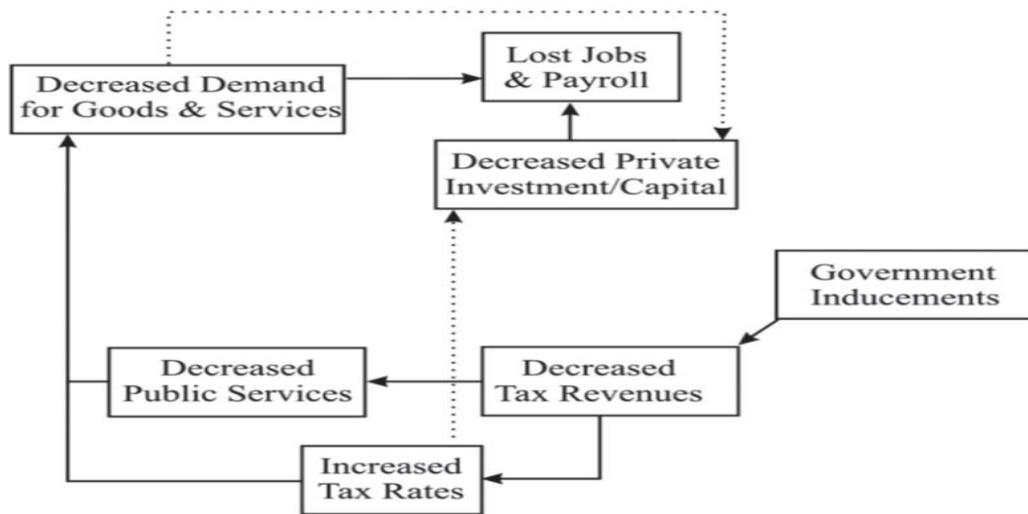 Lost Jobs
& Payroll
Decreased Demand
for Goods & Services
Decreased Private
Investment/Capital
Government
Inducements
Decreased
Public Services
Decreased
Tax Revenues
Increased
Tax Rates